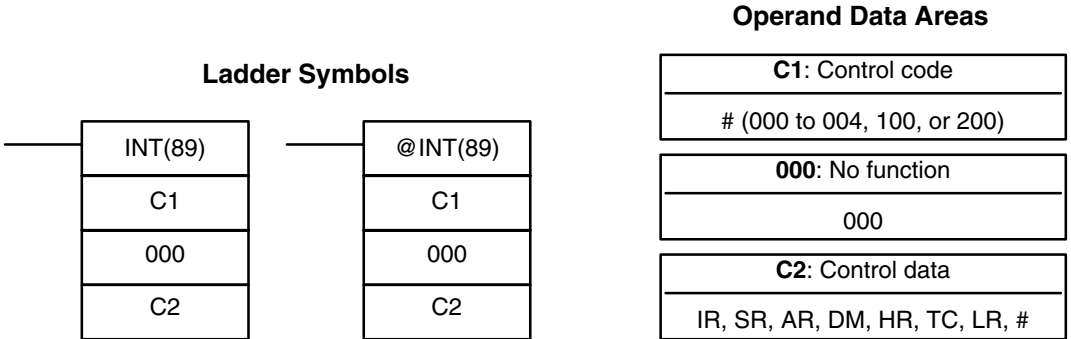 Ladder Symbols
INT(89)
C1
000
C2
@INT(89)
C1
000
C2
Operand Data Areas
C1: Control code
# (000 to 004, 100, or 200)
000: No function
000
C2: Control data
IR, SR, AR, DM, HR, TC, LR, #